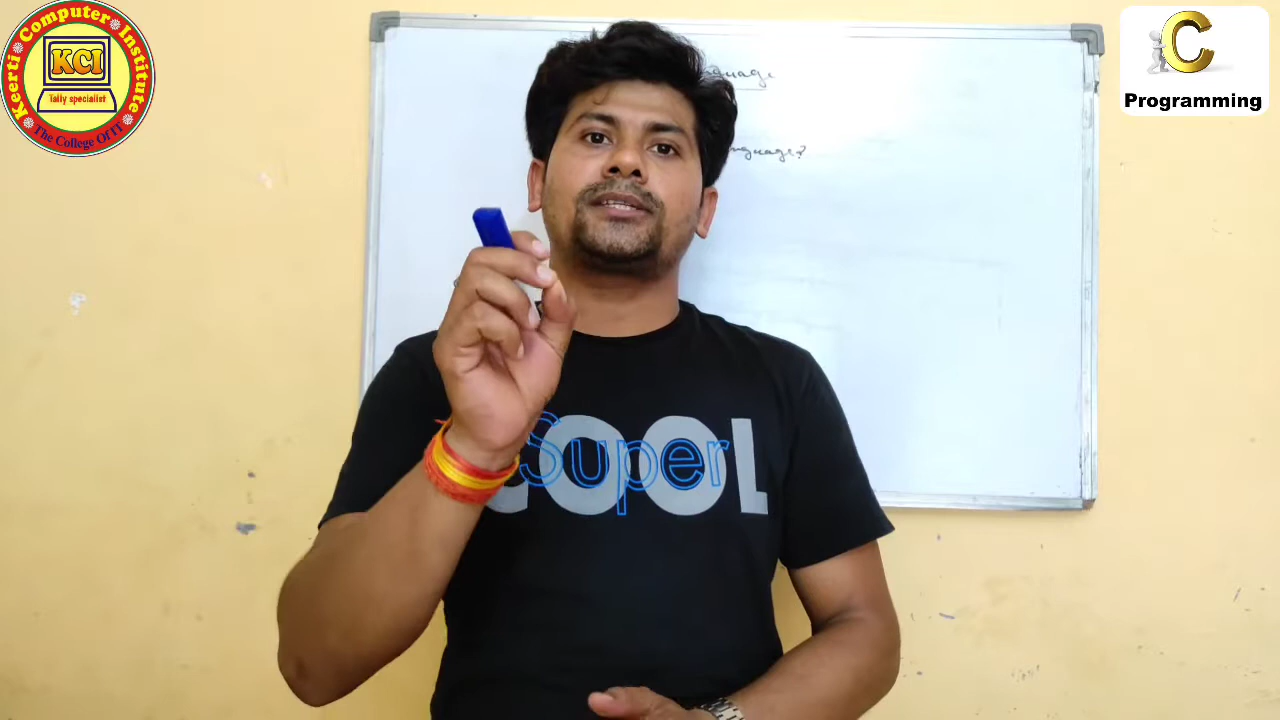 Keerti Computer Institute
KCI
Tally specialist
The College Of IT
C
Programming
Super
COOL